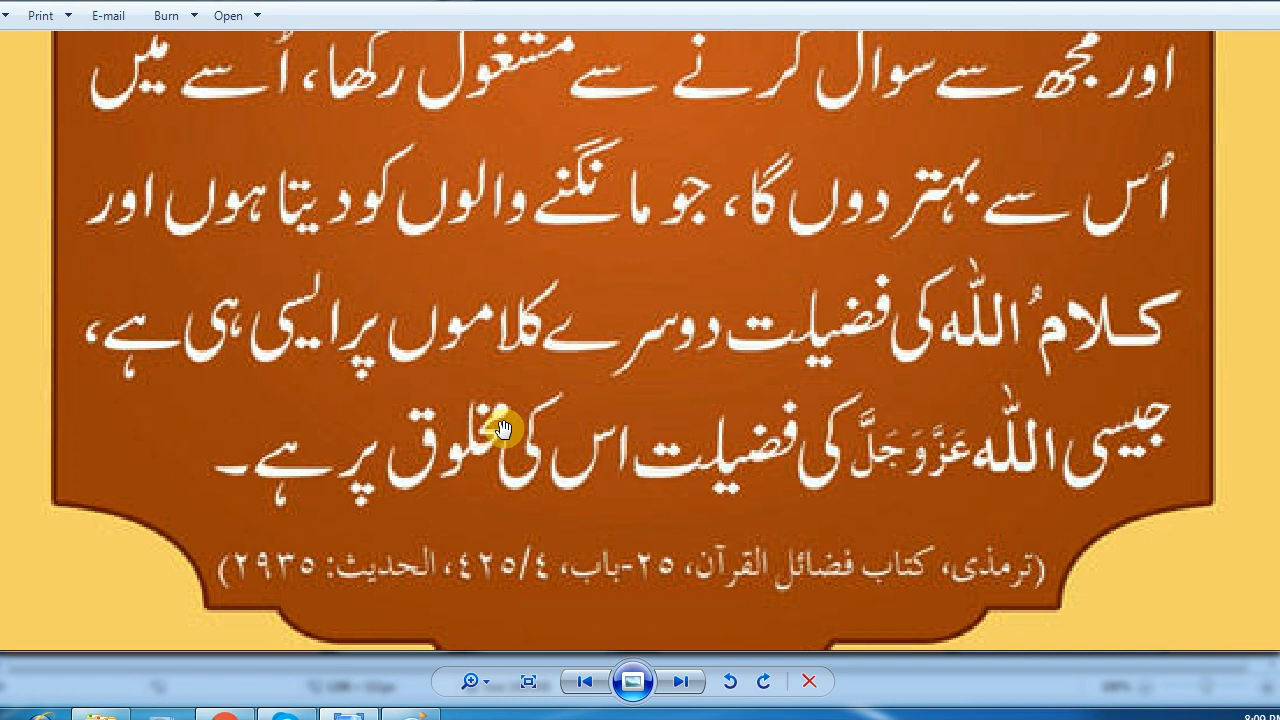 Print E-mail Burn Open
اور مجھ سے سوال کرنے سے مشغول رکھا، اُسے میں
اُس سے بہتر دوں گا، جو مانگنے والوں کو دیتا ہوں اور
کلامُ اللہ کی فضیلت دوسرے کلاموں پر ایسی ہی ہے،
جیسی اللہ عَزَّوَجَلَّ کی فضیلت اس کی مخلوق پر ہے۔
(ترمذی، کتاب فضائل القرآن، ٢٥-باب، ٤/٤٢٥، الحدیث: ٢٩٣٥)